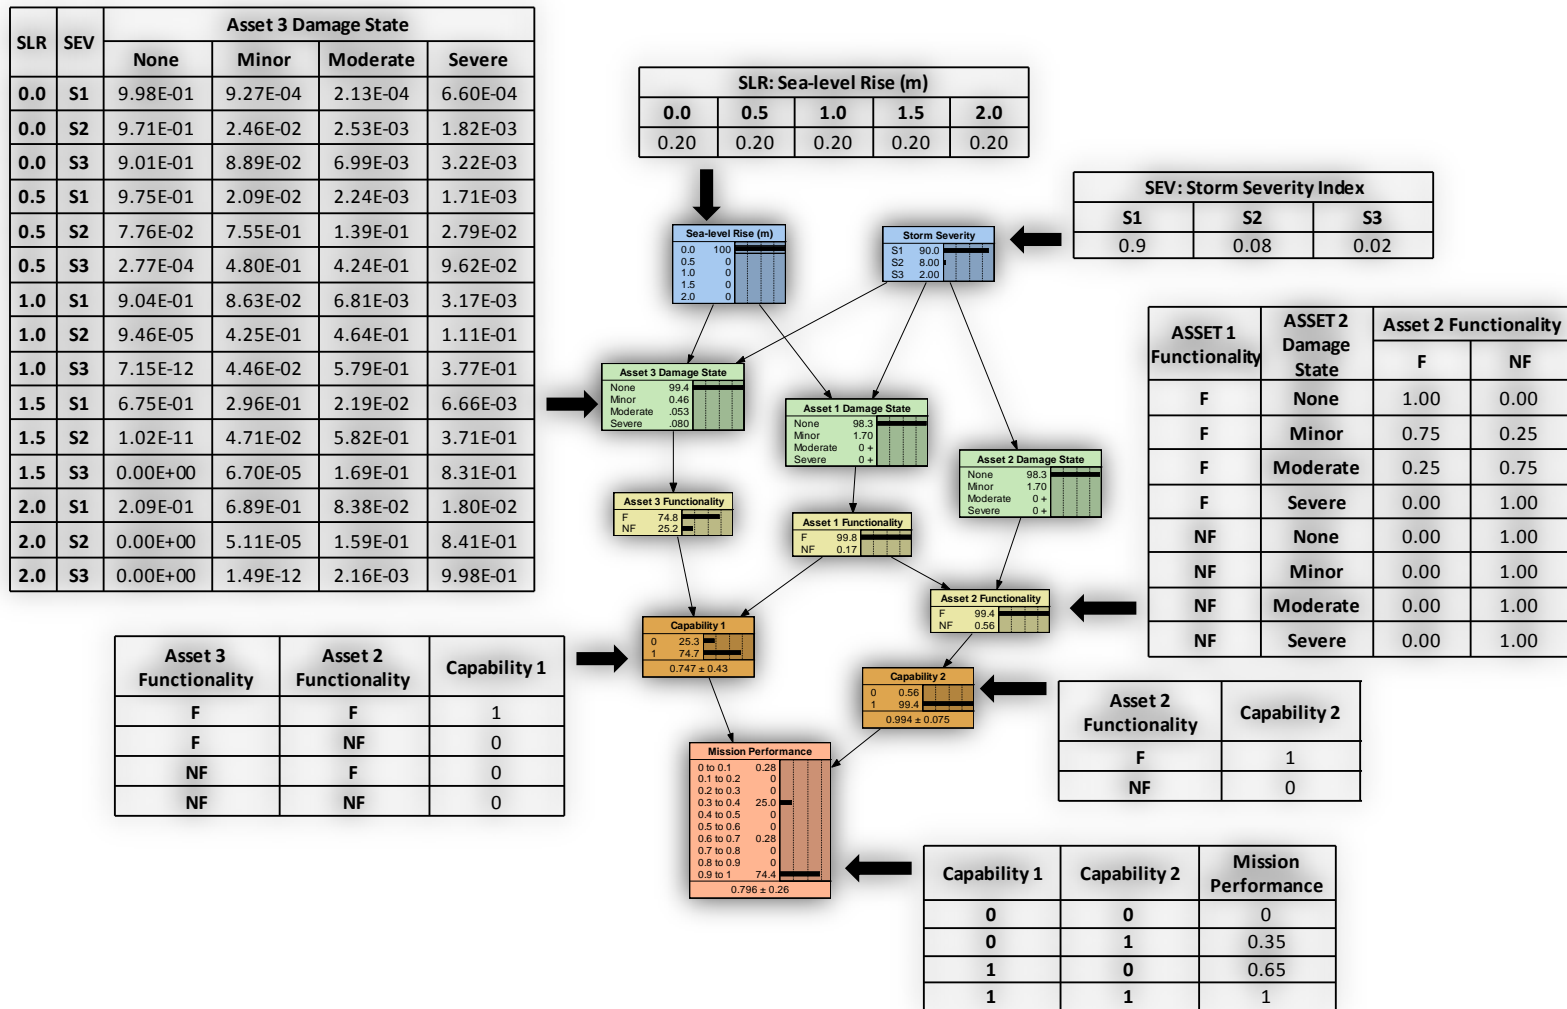 SLR SEV Asset 3 Damage State
None Minor Moderate Severe
0.0 S1 9.98E-01 9.27E-04 2.13E-04 6.60E-04
0.0 S2 9.71E-01 2.46E-02 2.53E-03 1.82E-03
0.0 S3 9.01E-01 8.89E-02 6.99E-03 3.22E-03
0.5 S1 9.75E-01 2.09E-02 2.24E-03 1.71E-03
0.5 S2 7.76E-02 7.55E-01 1.39E-01 2.79E-02
0.5 S3 2.77E-04 4.80E-01 4.24E-01 9.62E-02
1.0 S1 9.04E-01 8.63E-02 6.81E-03 3.17E-03
1.0 S2 9.46E-05 4.25E-01 4.64E-01 1.11E-01
1.0 S3 7.15E-12 4.46E-02 5.79E-01 3.77E-01
1.5 S1 6.75E-01 2.96E-01 2.19E-02 6.66E-03
1.5 S2 1.02E-11 4.71E-02 5.82E-01 3.71E-01
1.5 S3 0.00E+00 6.70E-05 1.69E-01 8.31E-01
2.0 S1 2.09E-01 6.89E-01 8.38E-02 1.80E-02
2.0 S2 0.00E+00 5.11E-05 1.59E-01 8.41E-01
2.0 S3 0.00E+00 1.49E-12 2.16E-03 9.98E-01
SLR: Sea-level Rise (m)
0.0 0.5 1.0 1.5 2.0
0.20 0.20 0.20 0.20 0.20
SEV: Storm Severity Index
S1 S2 S3
0.9 0.08 0.02
Sea-level Rise (m)
0.0 100
0.5 0
1.0 0
1.5 0
2.0 0
Storm Severity
S1 90.0
S2 8.00
S3 2.00
Asset 3 Damage State
None 99.4
Minor 0.46
Moderate .053
Severe .080
Asset 1 Damage State
None 98.3
Minor 1.70
Moderate 0 +
Severe 0 +
Asset 2 Damage State
None 98.3
Minor 1.70
Moderate 0 +
Severe 0 +
Asset 3 Functionality
F 74.8
NF 25.2
Asset 1 Functionality
F 99.8
NF 0.17
Asset 2 Functionality
F 99.4
NF 0.56
ASSET 1 Functionality ASSET 2 Damage State Asset 2 Functionality
F NF
F None 1.00 0.00
F Minor 0.75 0.25
F Moderate 0.25 0.75
F Severe 0.00 1.00
NF None 0.00 1.00
NF Minor 0.00 1.00
NF Moderate 0.00 1.00
NF Severe 0.00 1.00
Capability 1
0 25.3
1 74.7
0.747 ± 0.43
Capability 2
0 0.56
1 99.4
0.994 ± 0.075
Asset 3 Functionality Asset 2 Functionality Capability 1
F F 1
F NF 0
NF F 0
NF NF 0
Asset 2 Functionality Capability 2
F 1
NF 0
Mission Performance
0 to 0.1 0.28
0.1 to 0.2 0
0.2 to 0.3 0
0.3 to 0.4 25.0
0.4 to 0.5 0
0.5 to 0.6 0
0.6 to 0.7 0.28
0.7 to 0.8 0
0.8 to 0.9 0
0.9 to 1 74.4
0.796 ± 0.26
Capability 1 Capability 2 Mission Performance
0 0 0
0 1 0.35
1 0 0.65
1 1 1